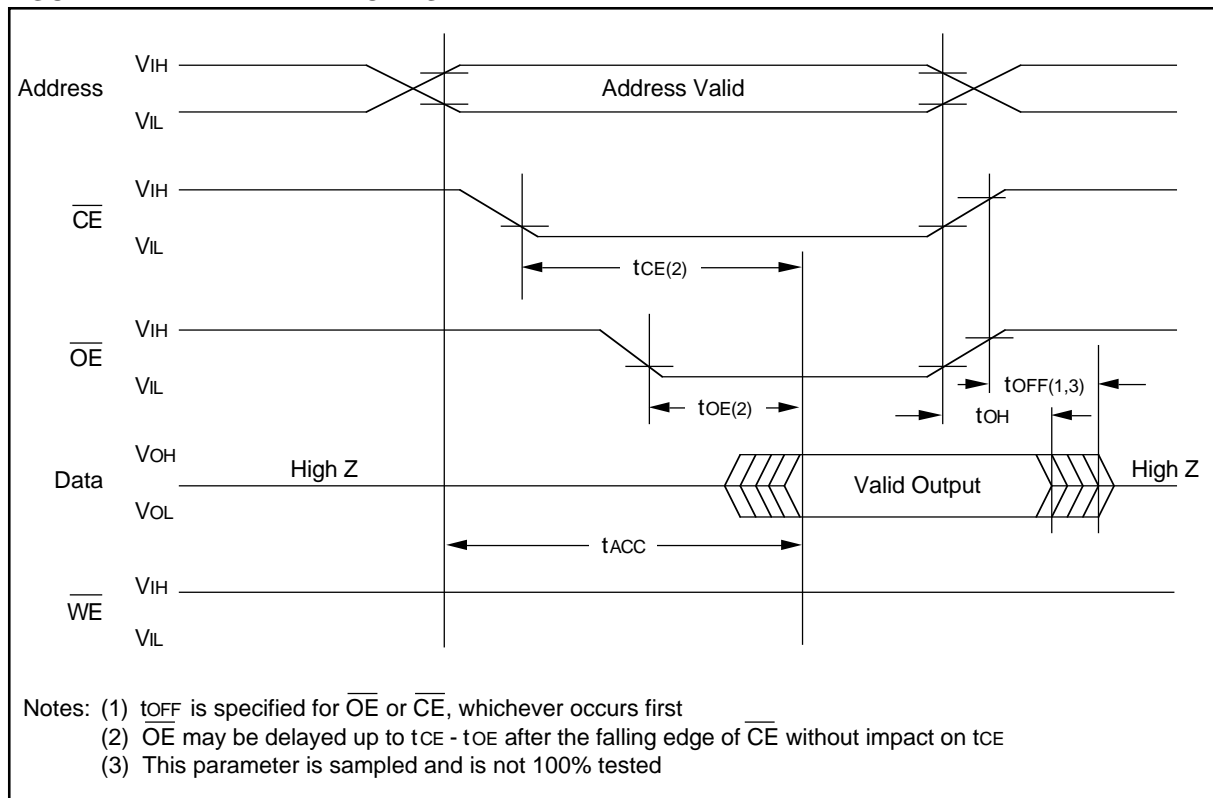 Address
VIH
VIL
Address Valid
CE
VIH
VIL
tCE(2)
OE
VIH
VIL
tOE(2)
tOFF(1,3)
tOH
Data
VOH
VOL
High Z
Valid Output
High Z
tACC
WE
VIH
VIL
Notes: (1) tOFF is specified for OE or CE, whichever occurs first
(2) OE may be delayed up to tCE - tOE after the falling edge of CE without impact on tCE
(3) This parameter is sampled and is not 100% tested